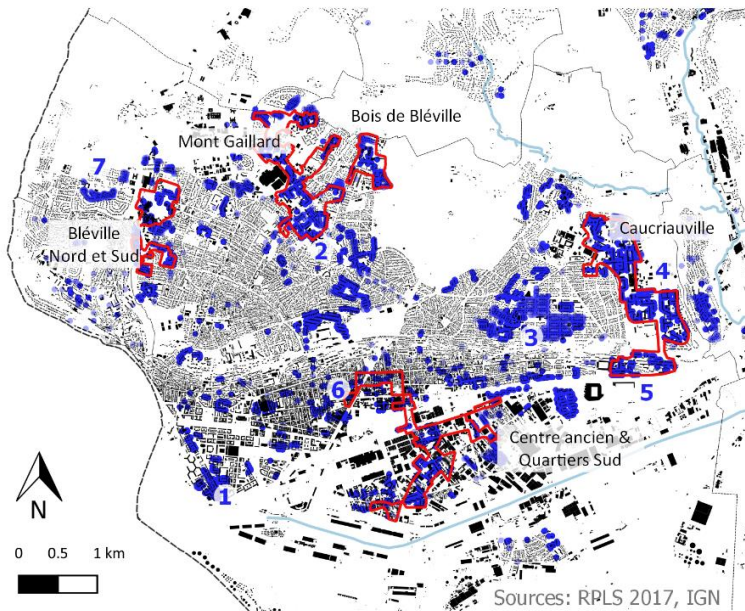 Bois de Bléville
Mont Gaillard
7
Bléville
Nord et Sud
2
Caucriauville
4
3
6
5
Centre ancien &
Quartiers Sud
1
N
0 0.5 1 km
Sources: RPLS 2017, IGN